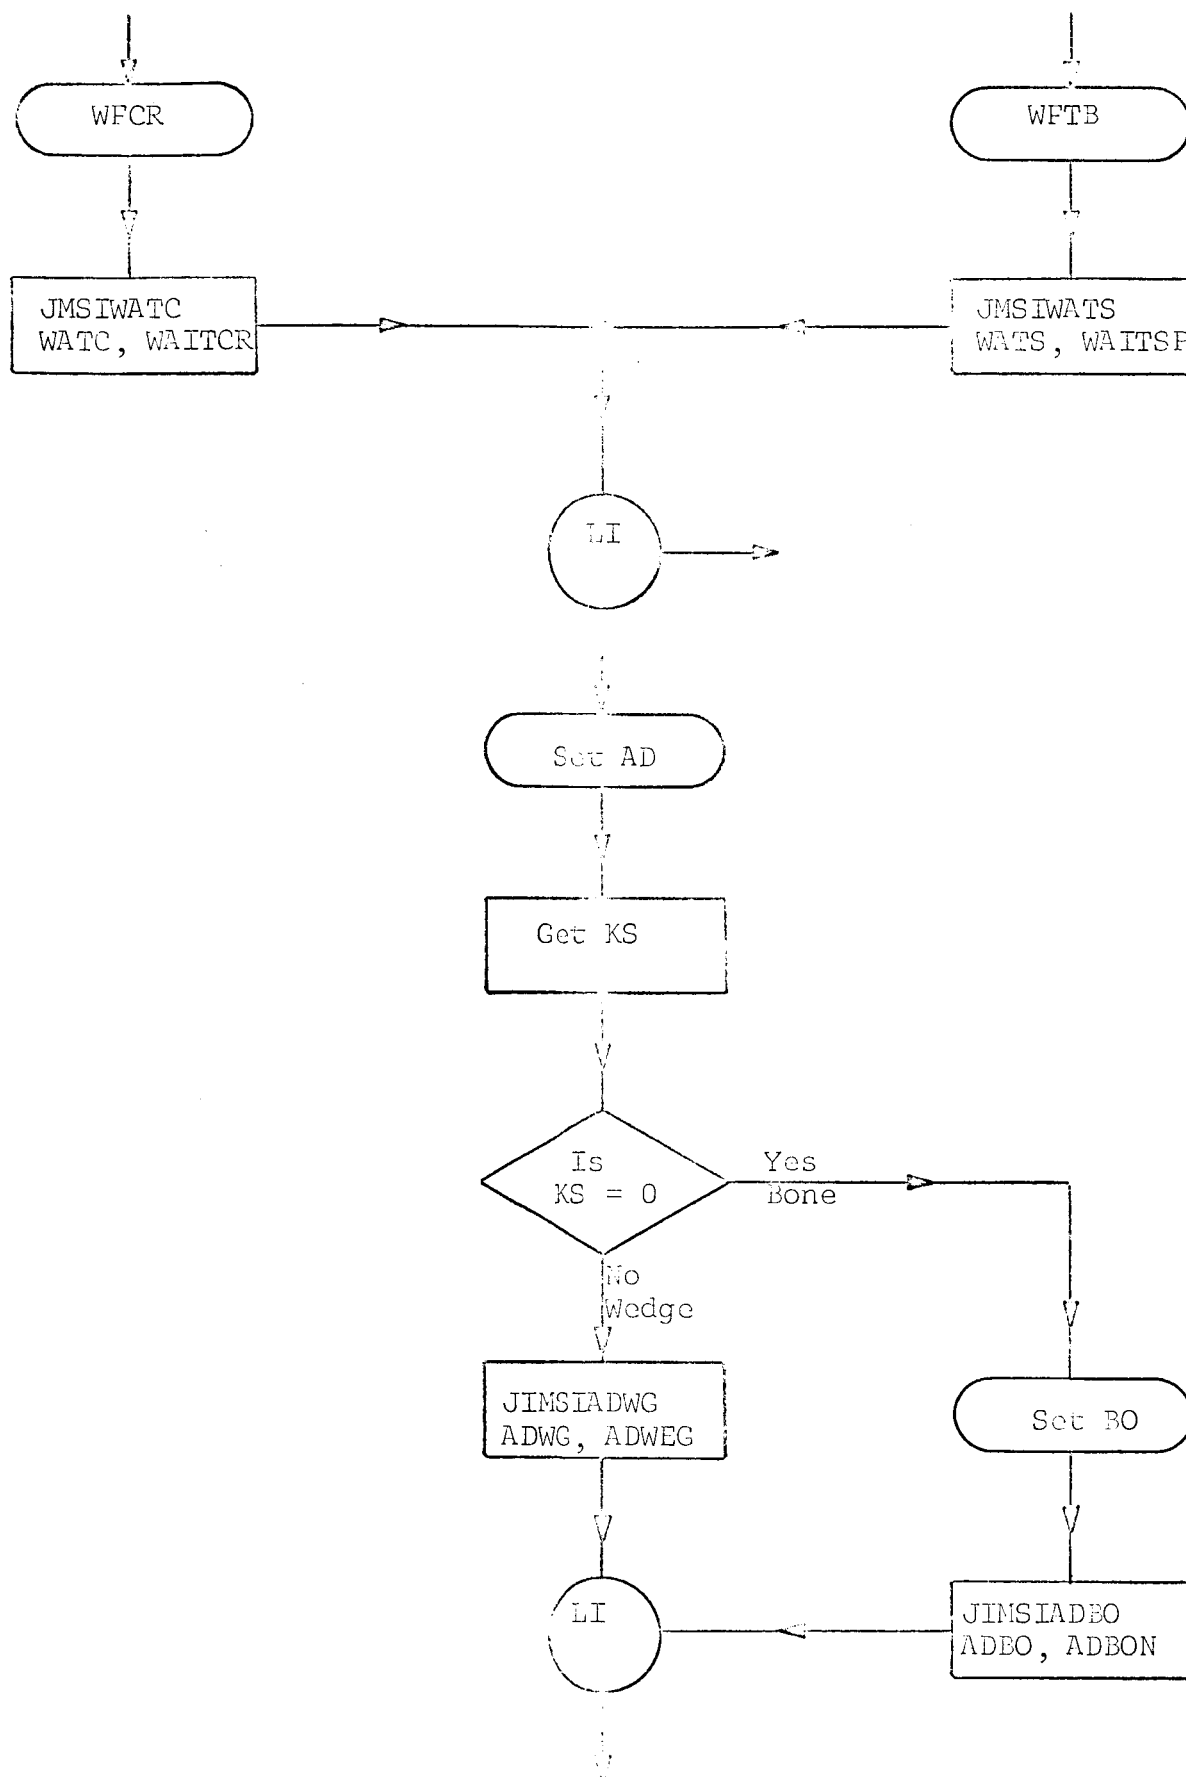 WFCR
WFTB
JMSIWATC
WATC, WAITCR
JMSIWATS
WATS, WAITSP
LI
Set AD
Get KS
Is
KS = 0
Yes
Bone
No
Wedge
JIMSIADWG
ADWG, ADWEG
Set BO
LI
JIMSIADBO
ADBO, ADBON